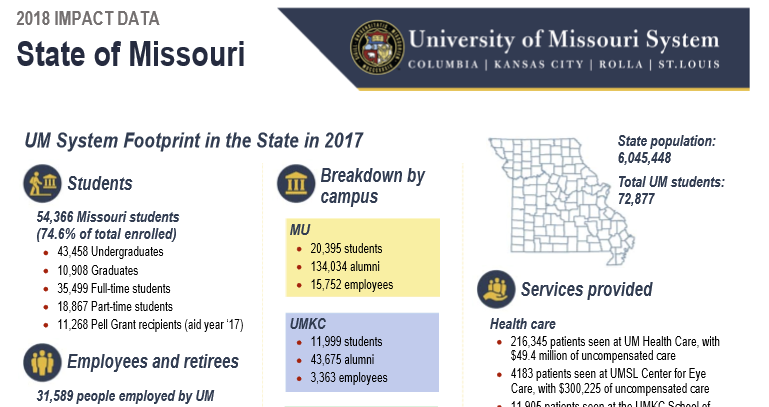 2018 IMPACT DATA
State of Missouri
University of Missouri System
COLUMBIA | KANSAS CITY | ROLLA | ST.LOUIS
UM System Footprint in the State in 2017
Students
54,366 Missouri students
(74.6% of total enrolled)
• 43,458 Undergraduates
• 10,908 Graduates
• 35,499 Full-time students
• 18,867 Part-time students
• 11,268 Pell Grant recipients (aid year ‘17)
Employees and retirees
31,589 people employed by UM
Breakdown by
campus
MU
• 20,395 students
• 134,034 alumni
• 15,752 employees
UMKC
• 11,999 students
• 43,675 alumni
• 3,363 employees
State population:
6,045,448
Total UM students:
72,877
Services provided
Health care
• 216,345 patients seen at UM Health Care, with
$49.4 million of uncompensated care
• 4183 patients seen at UMSL Center for Eye
Care, with $300,225 of uncompensated care
• 11,905 patients seen at the UMKC School of